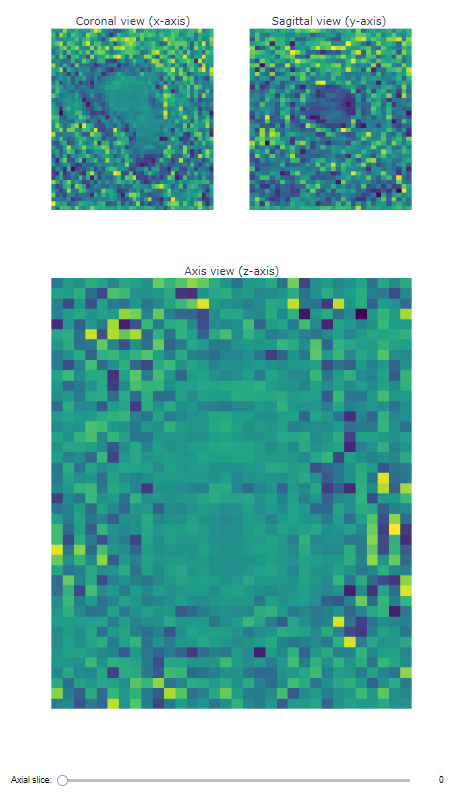 Coronal view (x-axis)
Sagittal view (y-axis)
Axis view (z-axis)
Axial slice: 0